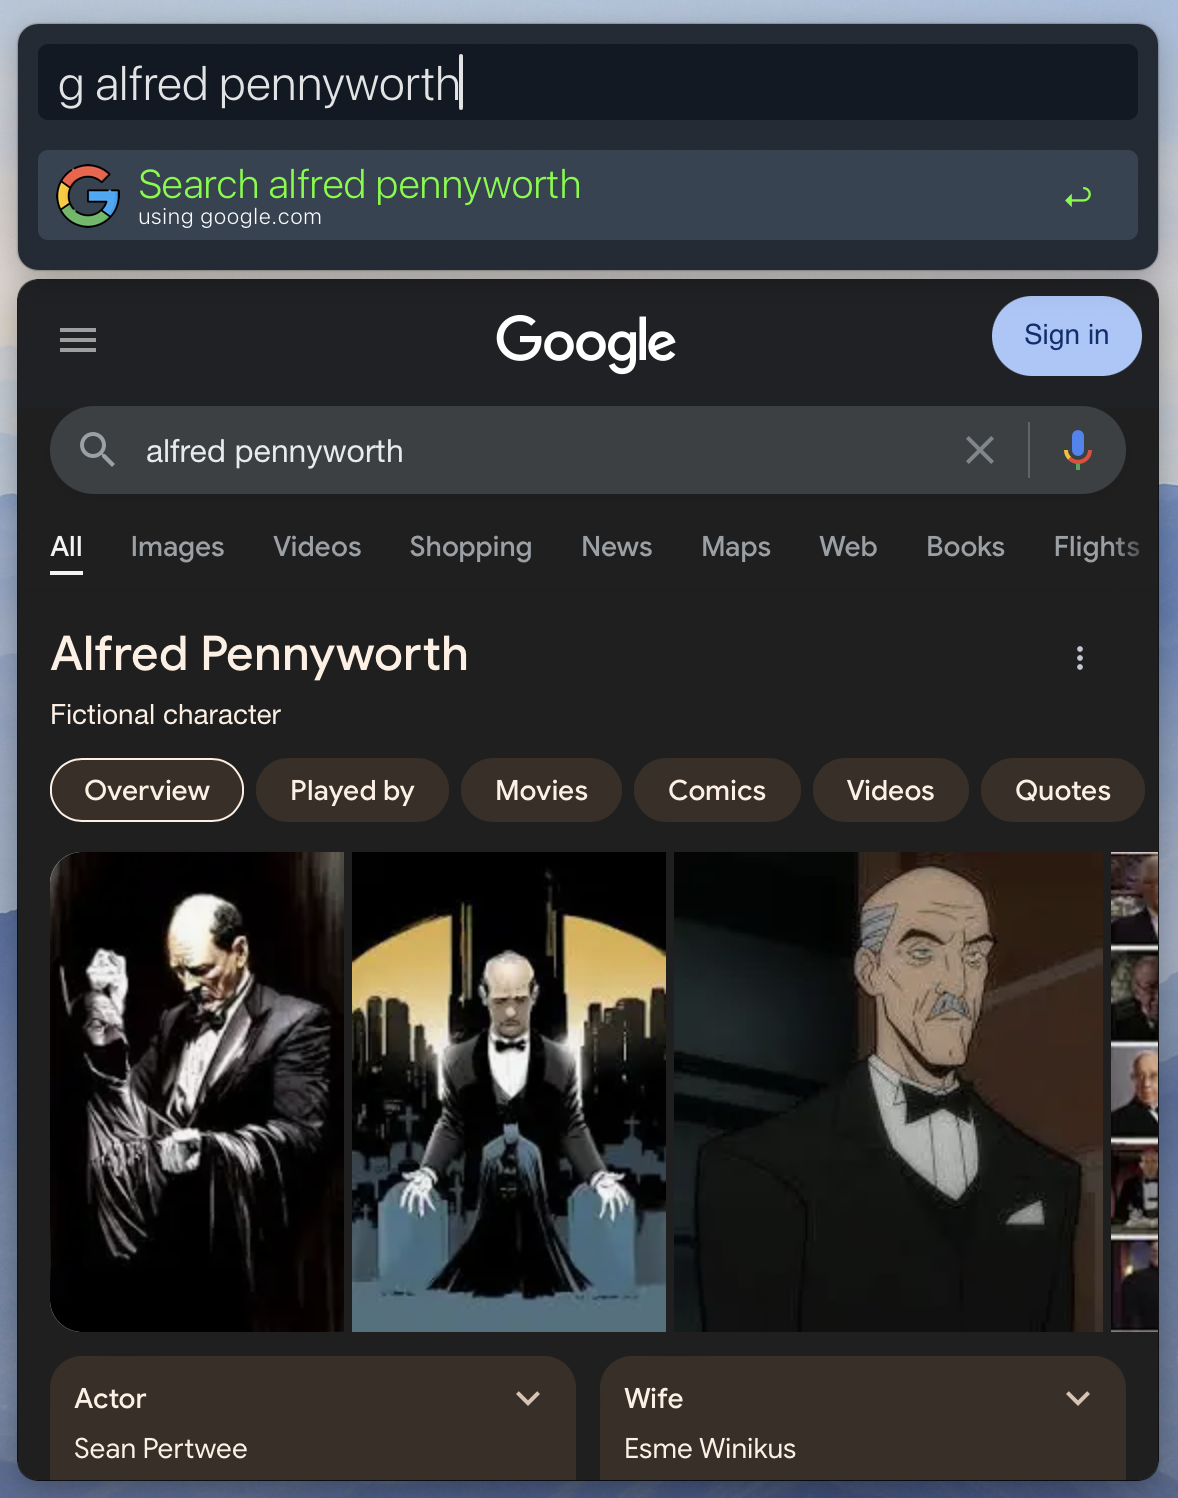 g alfred pennyworth
Search alfred pennyworth
using google.com
Google
Sign in
alfred pennyworth
All Images Videos Shopping News Maps Web Books Flights
Alfred Pennyworth
Fictional character
Overview Played by Movies Comics Videos Quotes
Actor
Sean Pertwee
Wife
Esme Winikus